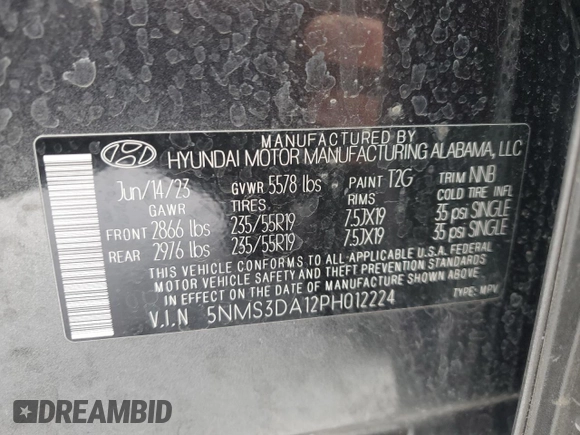 MANUFACTURED BY
HYUNDAI MOTOR MANUFACTURING ALABAMA, LLC
Jun/14/23 GVWR 5578 lbs PAINT T2G TRIM NNB
GAWR TIRES RIMS COLD TIRE INFL
FRONT 2866 lbs 235/55R19 7.5JX19 35 psi SINGLE
REAR 2976 lbs 235/55R19 7.5JX19 35 psi SINGLE
THIS VEHICLE CONFORMS TO ALL APPLICABLE U.S.A. FEDERAL
MOTOR VEHICLE SAFETY AND THEFT PREVENTION STANDARDS
IN EFFECT ON THE DATE OF MANUFACTURE SHOWN ABOVE.
V.I.N 5NMS3DA12PH012224 TYPE: MPV
DREAMBID